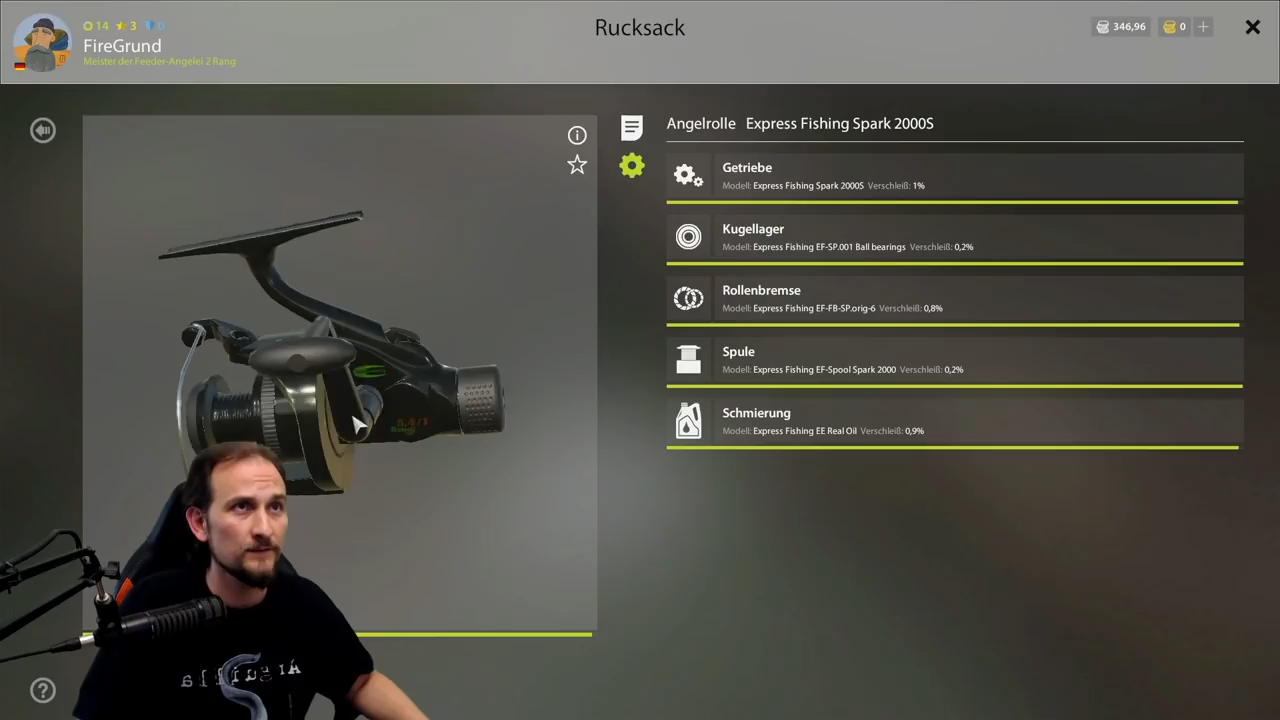 14 3 0
FireGrund
Meister der Feeder-Angelei 2 Rang
Rucksack
346,96 0
Angelrolle Express Fishing Spark 2000S
Getriebe
Modell: Express Fishing Spark 2000S Verschleiß: 1%
Kugellager
Modell: Express Fishing EF-SP.001 Ball bearings Verschleiß: 0,2%
Rollenbremse
Modell: Express Fishing EF-FB-SP.orig-6 Verschleiß: 0,8%
Spule
Modell: Express Fishing EF-Spool Spark 2000 Verschleiß: 0,2%
Schmierung
Modell: Express Fishing EE Real Oil Verschleiß: 0,9%
5,4/1
?